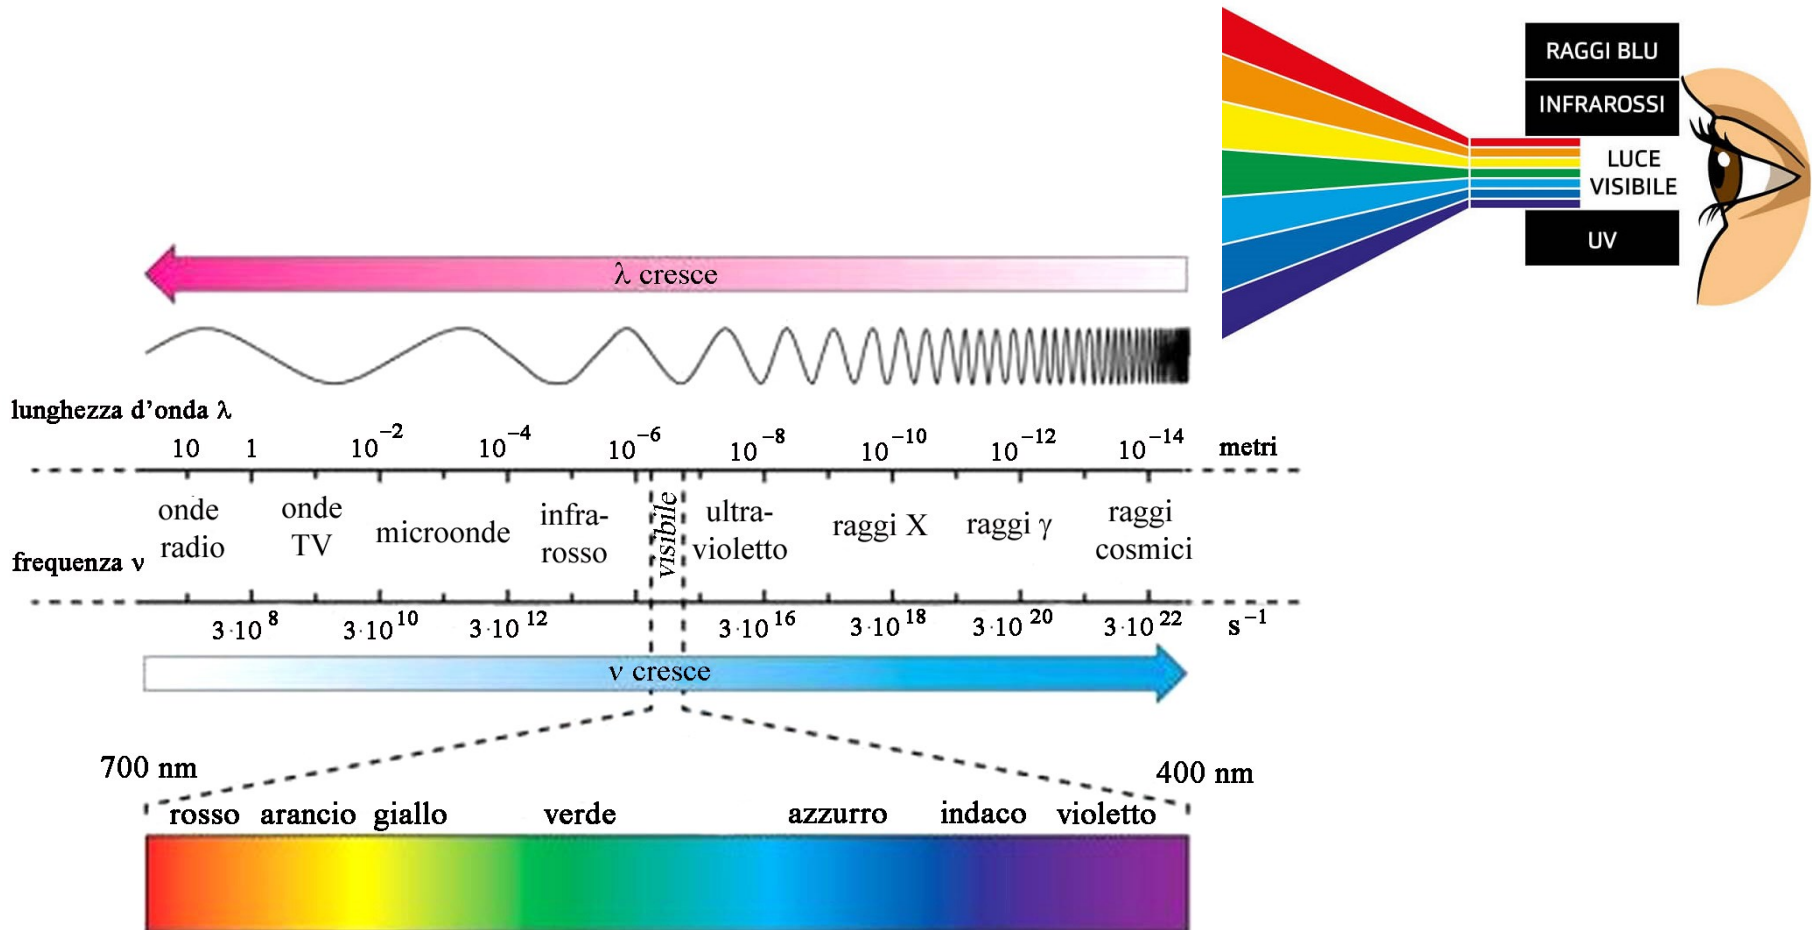 RAGGI BLU
INFRAROSSI
LUCE
VISIBILE
UV
λ cresce
lunghezza d'onda λ
10 1 10⁻² 10⁻⁴ 10⁻⁶ 10⁻⁸ 10⁻¹⁰ 10⁻¹² 10⁻¹⁴ metri
onde
radio
onde
TV
microonde
infra-
rosso
visibile
ultra-
violetto
raggi X
raggi γ
raggi
cosmici
frequenza ν
3·10⁸ 3·10¹⁰ 3·10¹² 3·10¹⁶ 3·10¹⁸ 3·10²⁰ 3·10²² s⁻¹
ν cresce
700 nm
400 nm
rosso arancio giallo verde azzurro indaco violetto